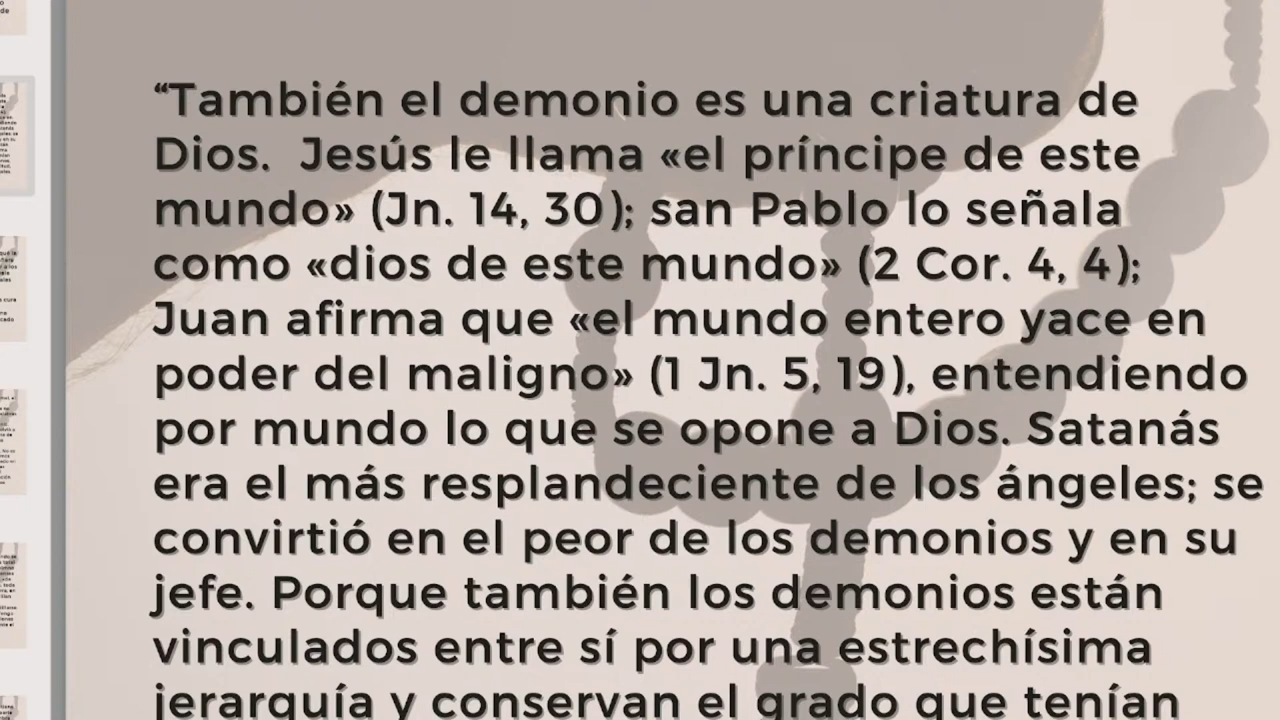 “También el demonio es una criatura de
Dios. Jesús le llama «el príncipe de este
mundo» (Jn. 14, 30); san Pablo lo señala
como «dios de este mundo» (2 Cor. 4, 4);
Juan afirma que «el mundo entero yace en
poder del maligno» (1 Jn. 5, 19), entendiendo
por mundo lo que se opone a Dios. Satanás
era el más resplandeciente de los ángeles; se
convirtió en el peor de los demonios y en su
jefe. Porque también los demonios están
vinculados entre sí por una estrechísima
jerarquía y conservan el grado que tenían